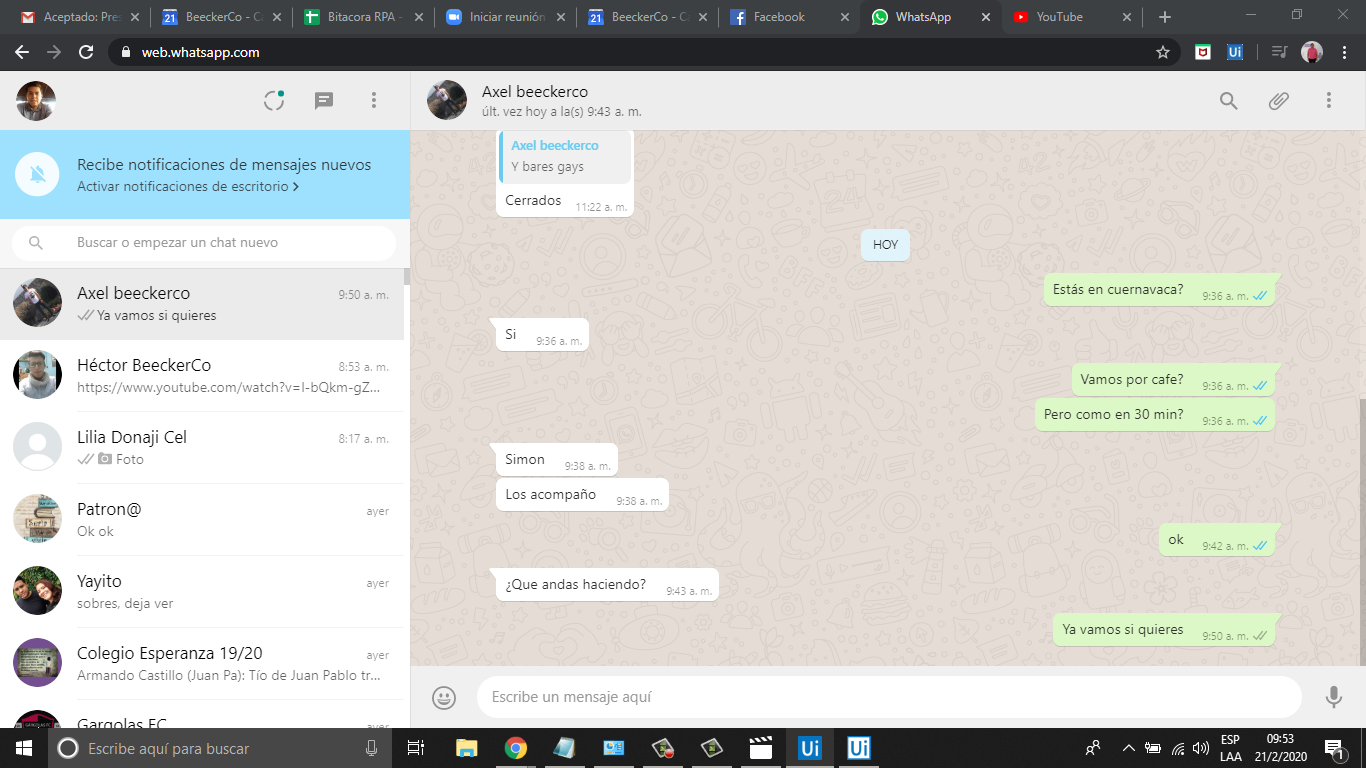 Aceptado: Pres
BeeckerCo - Ca
Bitacora RPA -
Iniciar reunión
BeeckerCo - Ca
Facebook
WhatsApp
YouTube
web.whatsapp.com
Ui
Axel beeckerco
últ. vez hoy a la(s) 9:43 a. m.
Recibe notificaciones de mensajes nuevos
Activar notificaciones de escritorio
Buscar o empezar un chat nuevo
Axel beeckerco 9:50 a. m.
Ya vamos si quieres
Héctor BeeckerCo 8:53 a. m.
https://www.youtube.com/watch?v=I-bQkm-gZ...
Lilia Donaji Cel 8:17 a. m.
Foto
Patron@ ayer
Ok ok
Yayito ayer
sobres, deja ver
Colegio Esperanza 19/20 ayer
Armando Castillo (Juan Pa): Tío de Juan Pablo tr...
Gargolas FC ayer
Axel beeckerco
Y bares gays
Cerrados 11:22 a. m.
HOY
Estás en cuernavaca? 9:36 a. m.
Si 9:36 a. m.
Vamos por cafe? 9:36 a. m.
Pero como en 30 min? 9:36 a. m.
Simon 9:38 a. m.
Los acompaño 9:38 a. m.
ok 9:42 a. m.
¿Que andas haciendo? 9:43 a. m.
Ya vamos si quieres 9:50 a. m.
Escribe un mensaje aquí
Escribe aquí para buscar
Ui
Ui
ESP
LAA
09:53
21/2/2020
1